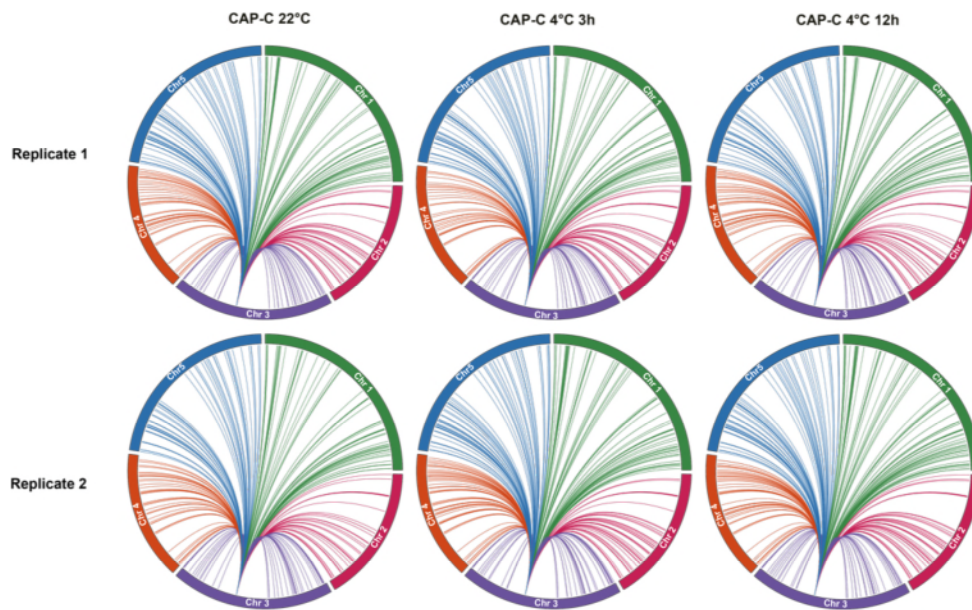 CAP-C 22°C CAP-C 4°C 3h CAP-C 4°C 12h
Replicate 1
Chr5 Chr 1 Chr5 Chr 1 Chr5 Chr 1
Chr 4 Chr 2 Chr 4 Chr 2 Chr 4 Chr 2
Chr 3 Chr 3 Chr 3
Replicate 2
Chr5 Chr 1 Chr5 Chr 1 Chr5 Chr 1
Chr 4 Chr 2 Chr 4 Chr 2 Chr 4 Chr 2
Chr 3 Chr 3 Chr 3